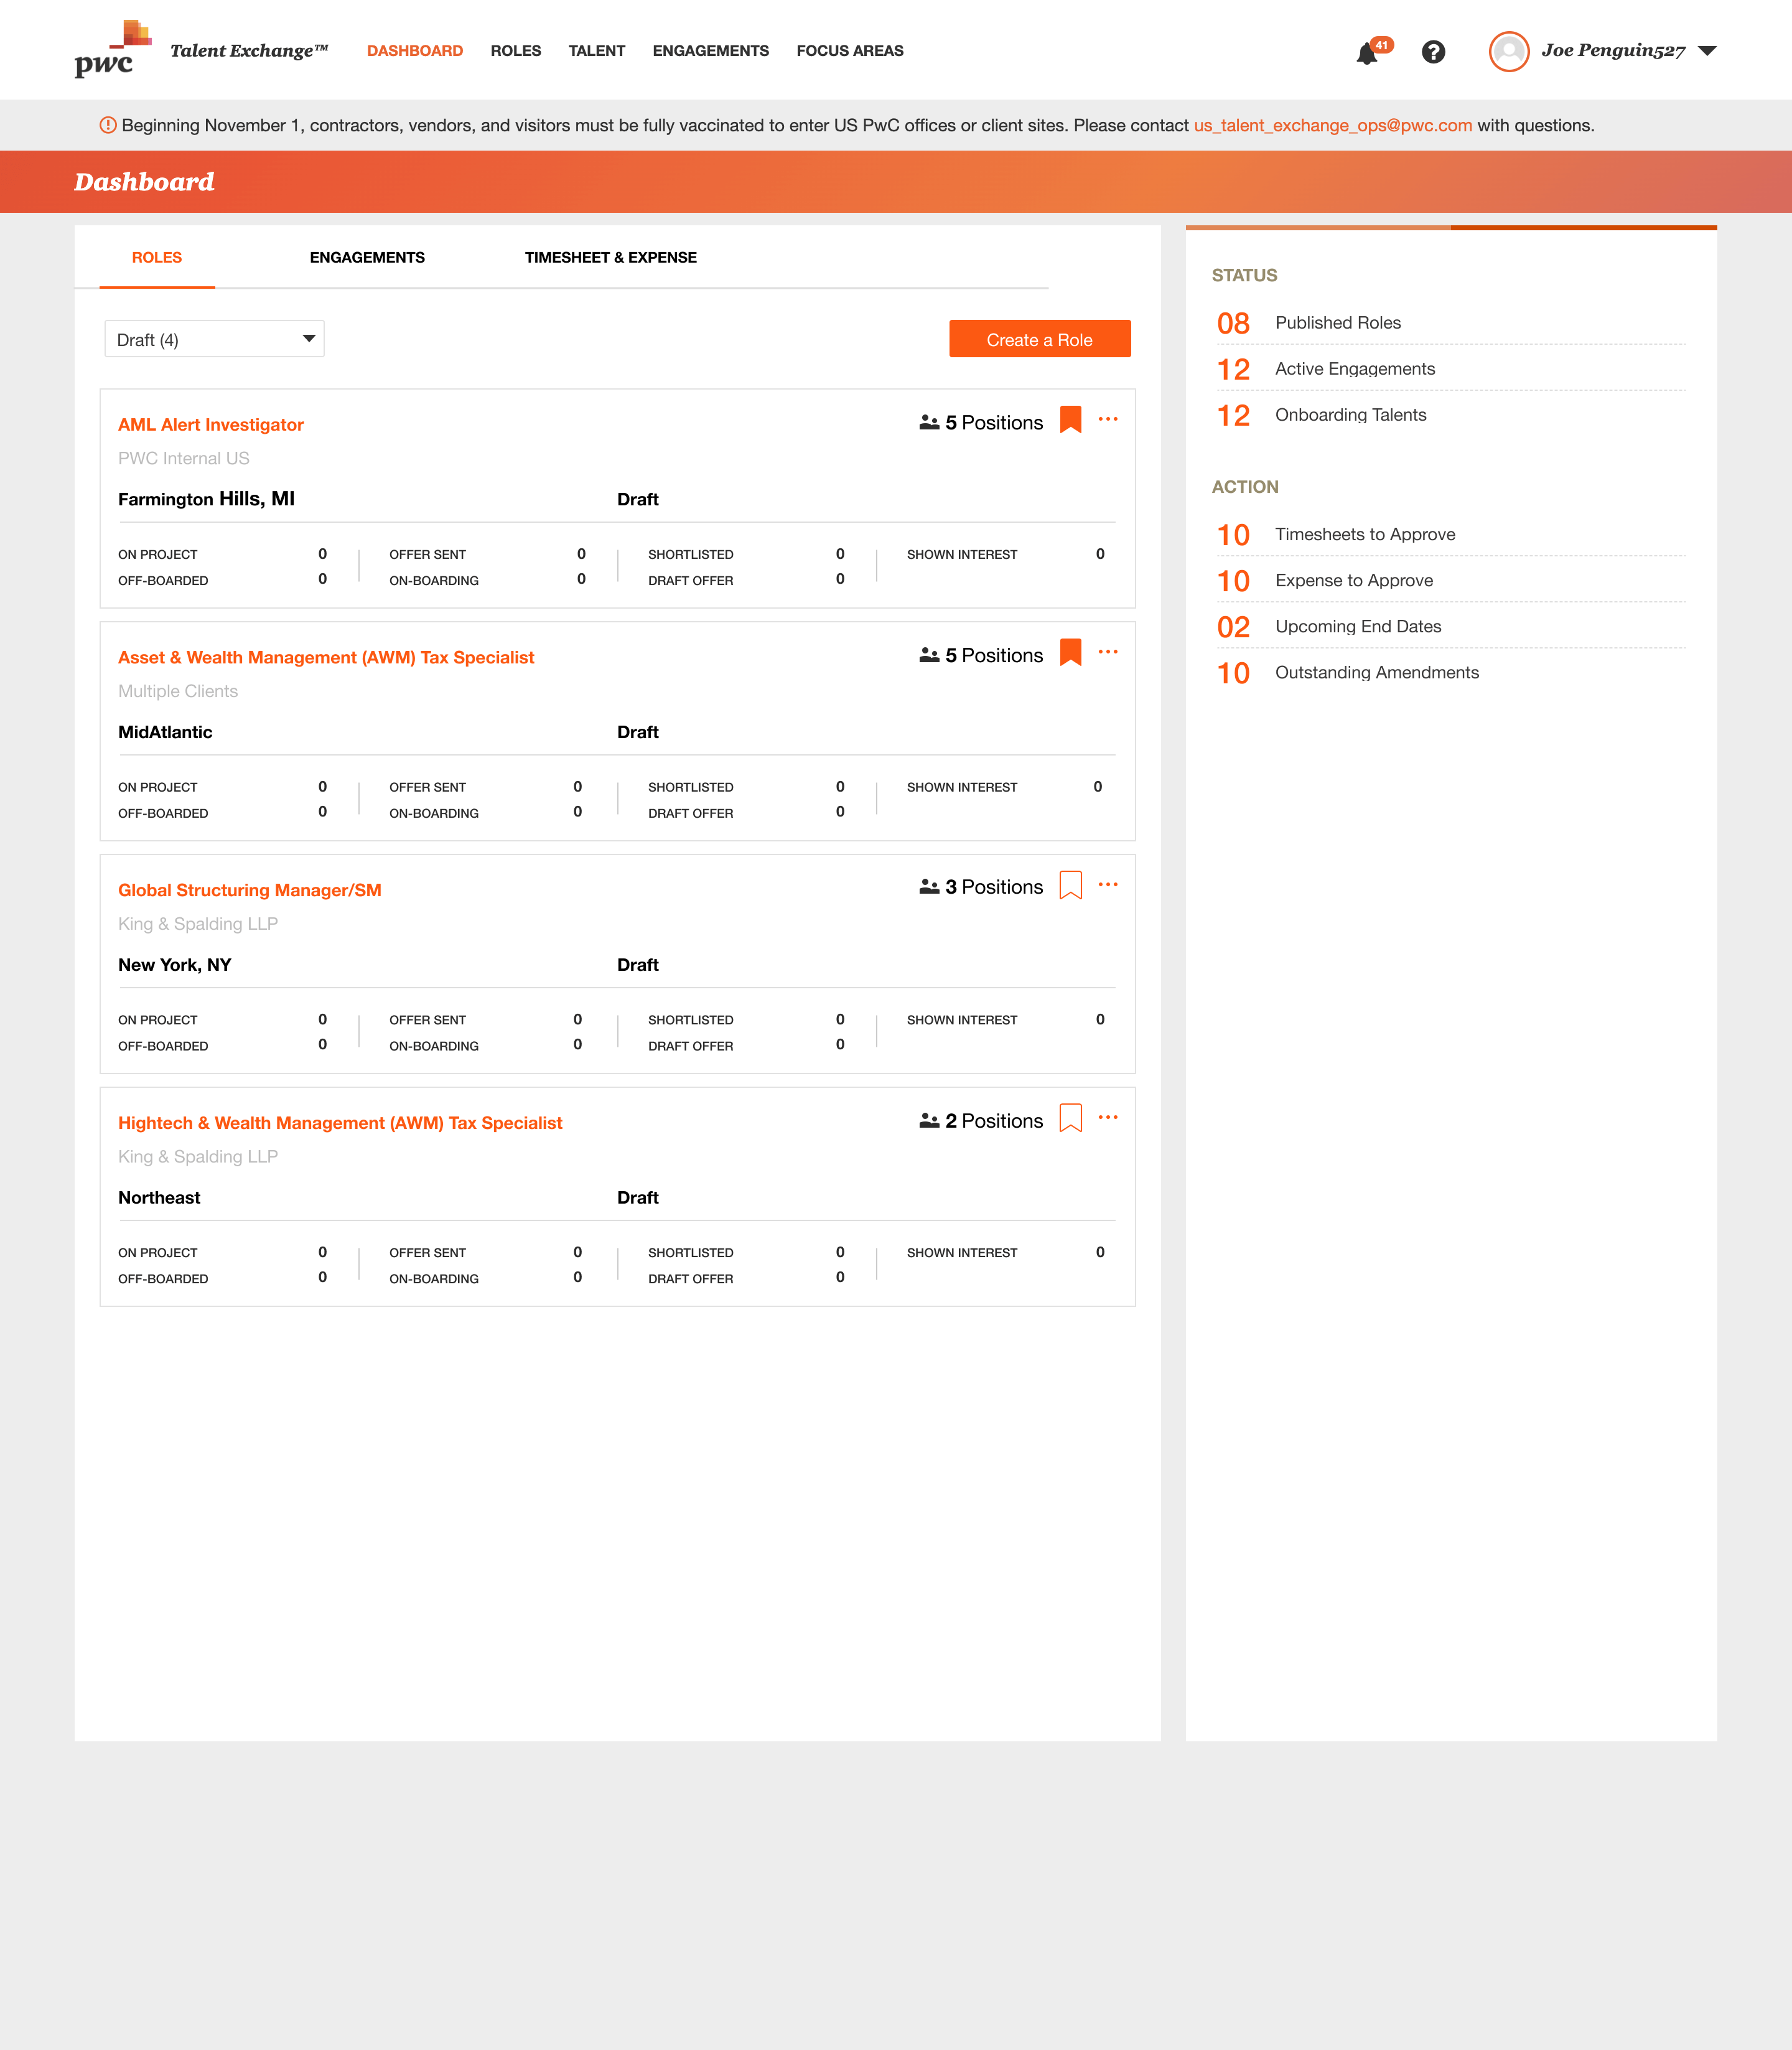 pwc
Talent Exchange™ DASHBOARD ROLES TALENT ENGAGEMENTS FOCUS AREAS
41 ? Joe Penguin527
! Beginning November 1, contractors, vendors, and visitors must be fully vaccinated to enter US PwC offices or client sites. Please contact us_talent_exchange_ops@pwc.com with questions.
Dashboard
ROLES ENGAGEMENTS TIMESHEET & EXPENSE
Draft (4) Create a Role
AML Alert Investigator 5 Positions ...
PWC Internal US
Farmington Hills, MI Draft
ON PROJECT 0 OFFER SENT 0 SHORTLISTED 0 SHOWN INTEREST 0
OFF-BOARDED 0 ON-BOARDING 0 DRAFT OFFER 0
Asset & Wealth Management (AWM) Tax Specialist 5 Positions ...
Multiple Clients
MidAtlantic Draft
ON PROJECT 0 OFFER SENT 0 SHORTLISTED 0 SHOWN INTEREST 0
OFF-BOARDED 0 ON-BOARDING 0 DRAFT OFFER 0
Global Structuring Manager/SM 3 Positions ...
King & Spalding LLP
New York, NY Draft
ON PROJECT 0 OFFER SENT 0 SHORTLISTED 0 SHOWN INTEREST 0
OFF-BOARDED 0 ON-BOARDING 0 DRAFT OFFER 0
Hightech & Wealth Management (AWM) Tax Specialist 2 Positions ...
King & Spalding LLP
Northeast Draft
ON PROJECT 0 OFFER SENT 0 SHORTLISTED 0 SHOWN INTEREST 0
OFF-BOARDED 0 ON-BOARDING 0 DRAFT OFFER 0
STATUS
08 Published Roles
12 Active Engagements
12 Onboarding Talents
ACTION
10 Timesheets to Approve
10 Expense to Approve
02 Upcoming End Dates
10 Outstanding Amendments